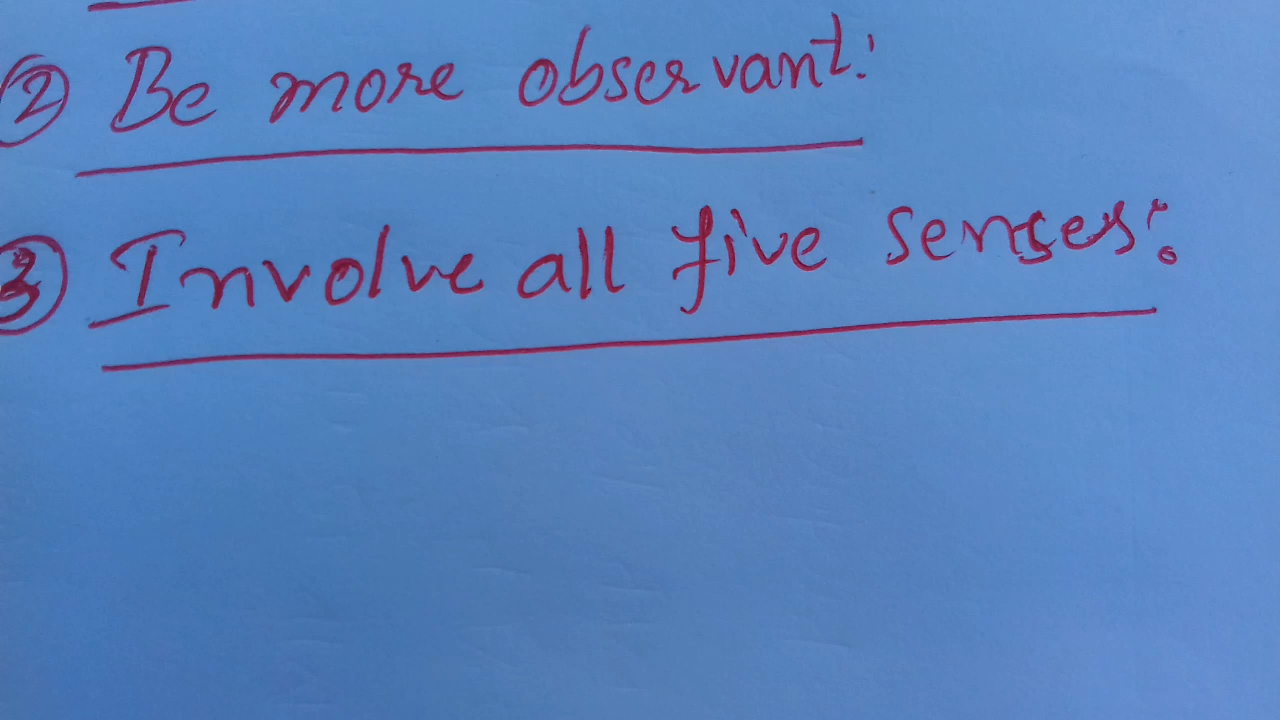 ② Be more observant:
③ Involve all five senses: